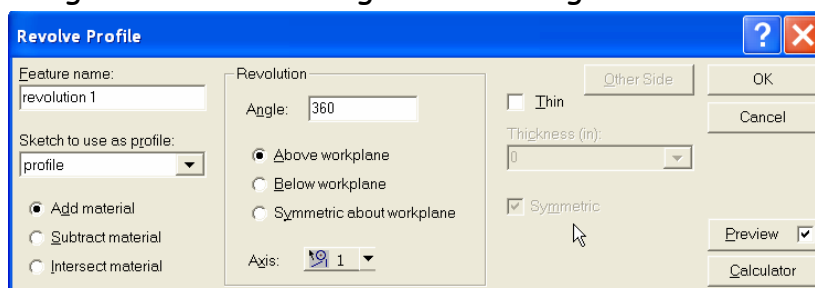 Revolve Profile
Feature name:
revolution 1
Sketch to use as profile:
profile
Add material
Subtract material
Intersect material
Revolution
Angle: 360
Above workplane
Below workplane
Symmetric about workplane
Axis: 1
Other Side
Thin
Thickness (in):
0
Symmetric
OK
Cancel
Preview
Calculator